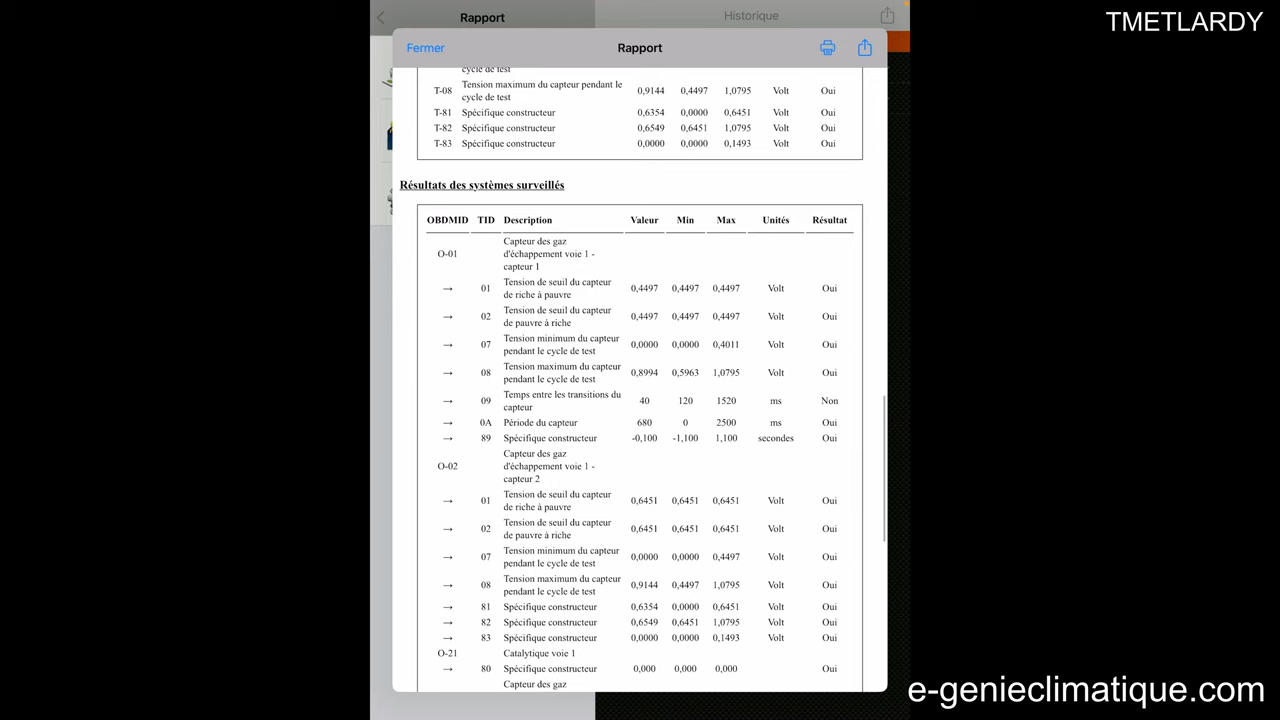 TMETLARDY
Rapport
Historique
Fermer
Rapport
cycle de test
T-08 Tension maximum du capteur pendant le cycle de test 0,9144 0,4497 1,0795 Volt Oui
T-81 Spécifique constructeur 0,6354 0,0000 0,6451 Volt Oui
T-82 Spécifique constructeur 0,6549 0,6451 1,0795 Volt Oui
T-83 Spécifique constructeur 0,0000 0,0000 0,1493 Volt Oui
Résultats des systèmes surveillés
OBDMID TID Description Valeur Min Max Unités Résultat
O-01 Capteur des gaz d'échappement voie 1 - capteur 1
→ 01 Tension de seuil du capteur de riche à pauvre 0,4497 0,4497 0,4497 Volt Oui
→ 02 Tension de seuil du capteur de pauvre à riche 0,4497 0,4497 0,4497 Volt Oui
→ 07 Tension minimum du capteur pendant le cycle de test 0,0000 0,0000 0,4011 Volt Oui
→ 08 Tension maximum du capteur pendant le cycle de test 0,8994 0,5963 1,0795 Volt Oui
→ 09 Temps entre les transitions du capteur 40 120 1520 ms Non
→ 0A Période du capteur 680 0 2500 ms Oui
→ 89 Spécifique constructeur -0,100 -1,100 1,100 secondes Oui
O-02 Capteur des gaz d'échappement voie 1 - capteur 2
→ 01 Tension de seuil du capteur de riche à pauvre 0,6451 0,6451 0,6451 Volt Oui
→ 02 Tension de seuil du capteur de pauvre à riche 0,6451 0,6451 0,6451 Volt Oui
→ 07 Tension minimum du capteur pendant le cycle de test 0,0000 0,0000 0,4497 Volt Oui
→ 08 Tension maximum du capteur pendant le cycle de test 0,9144 0,4497 1,0795 Volt Oui
→ 81 Spécifique constructeur 0,6354 0,0000 0,6451 Volt Oui
→ 82 Spécifique constructeur 0,6549 0,6451 1,0795 Volt Oui
→ 83 Spécifique constructeur 0,0000 0,0000 0,1493 Volt Oui
O-21 Catalytique voie 1
→ 80 Spécifique constructeur 0,000 0,000 0,000 Oui
Capteur des gaz
e-genieclimatique.com